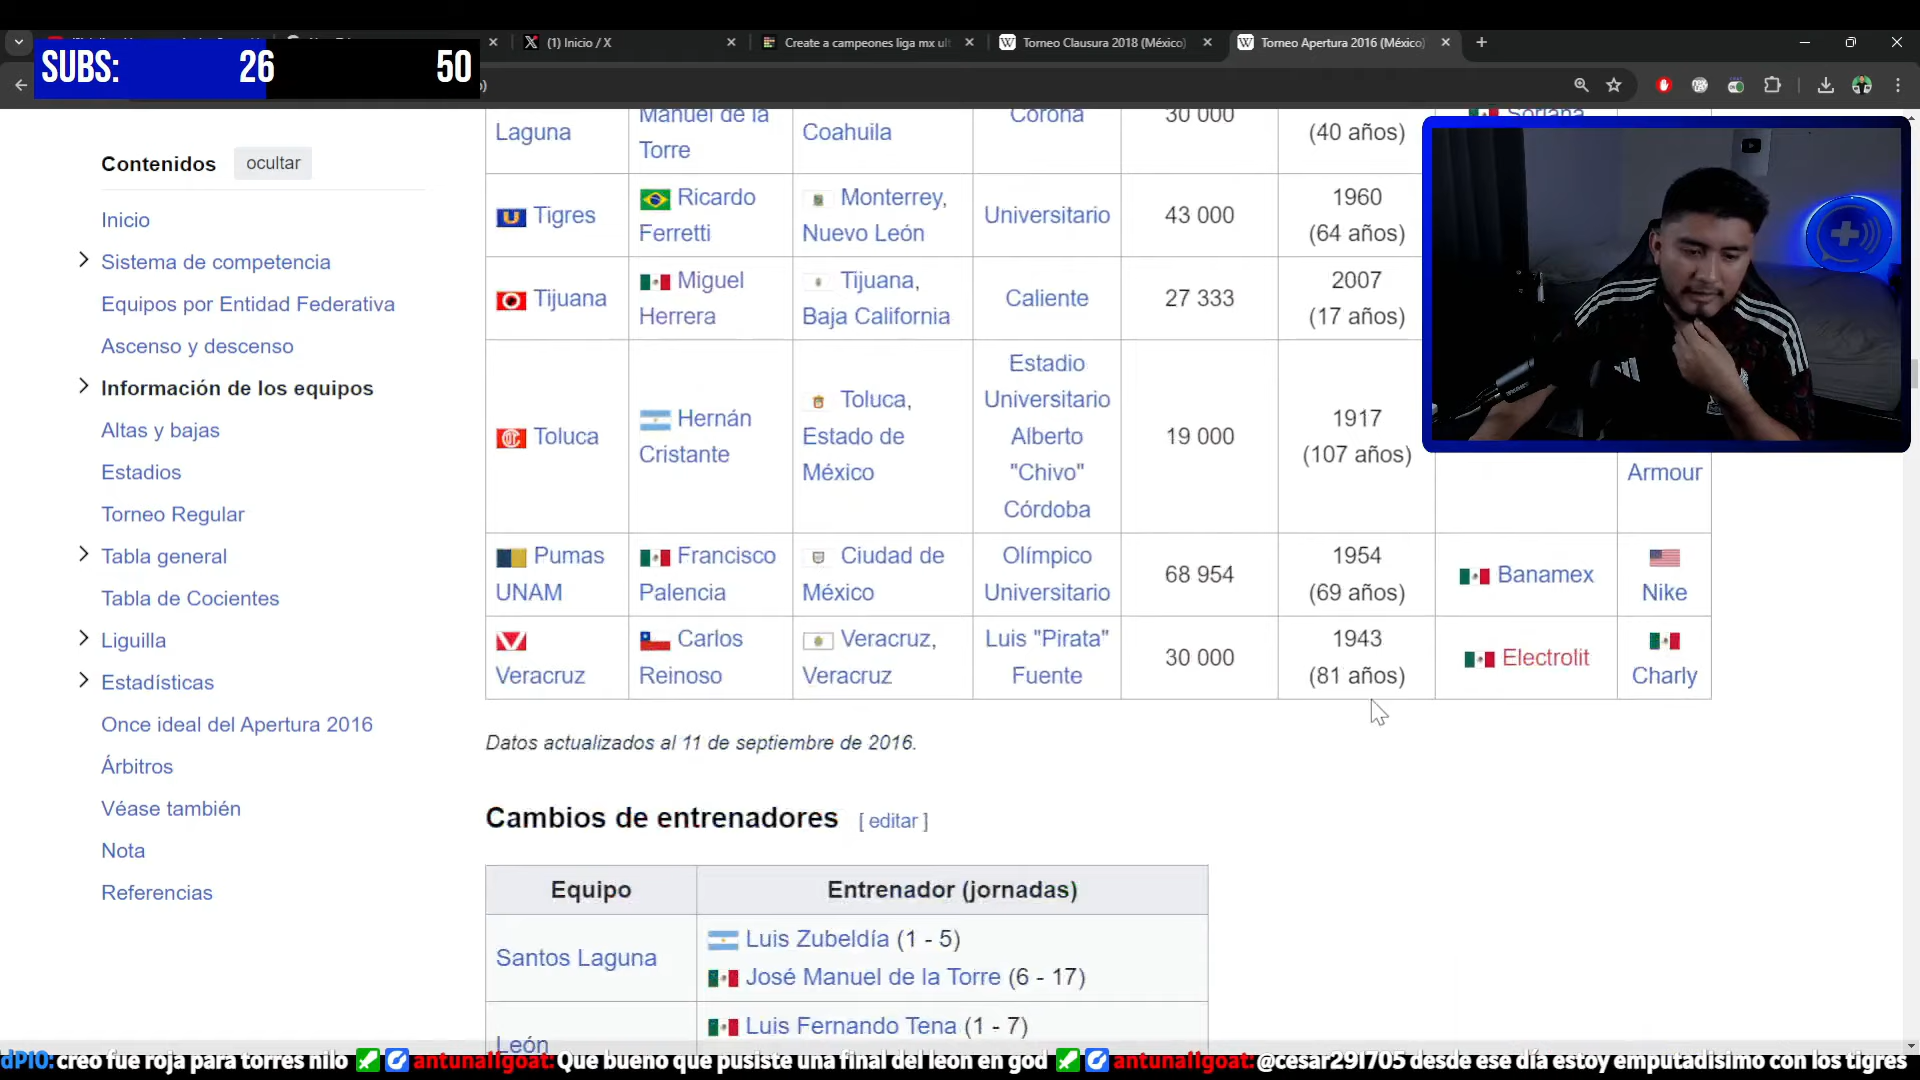 (1) Inicio / X
Create a campeones liga mx ult
Torneo Clausura 2018 (México)
Torneo Apertura 2016 (México)
SUBS: 26 50
Contenidos ocultar
Inicio
Sistema de competencia
Equipos por Entidad Federativa
Ascenso y descenso
Información de los equipos
Altas y bajas
Estadios
Torneo Regular
Tabla general
Tabla de Cocientes
Liguilla
Estadísticas
Once ideal del Apertura 2016
Árbitros
Véase también
Nota
Referencias
Laguna
Manuel de la
Torre
Coahuila
Corona
30 000
(40 años)
Soriana
Tigres
Ricardo
Ferretti
Monterrey,
Nuevo León
Universitario
43 000
1960
(64 años)
Tijuana
Miguel
Herrera
Tijuana,
Baja California
Caliente
27 333
2007
(17 años)
Toluca
Hernán
Cristante
Toluca,
Estado de
México
Estadio
Universitario
Alberto
"Chivo"
Córdoba
19 000
1917
(107 años)
Armour
Pumas
UNAM
Francisco
Palencia
Ciudad de
México
Olímpico
Universitario
68 954
1954
(69 años)
Banamex
Nike
Veracruz
Carlos
Reinoso
Veracruz,
Veracruz
Luis "Pirata"
Fuente
30 000
1943
(81 años)
Electrolit
Charly
Datos actualizados al 11 de septiembre de 2016.
Cambios de entrenadores [ editar ]
Equipo Entrenador (jornadas)
Santos Laguna
Luis Zubeldía (1 - 5)
José Manuel de la Torre (6 - 17)
León
Luis Fernando Tena (1 - 7)
dP10: creo fue roja para torres nilo antuna11goat: Que bueno que pusiste una final del leon en god antuna11goat: @cesar291705 desde ese día estoy emputadisimo con los tigres